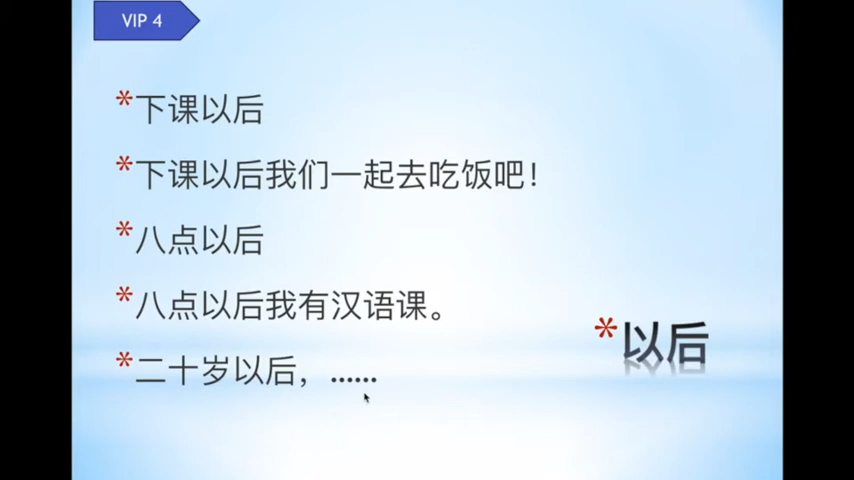 VIP 4
*下课以后
*下课以后我们一起去吃饭吧！
*八点以后
*八点以后我有汉语课。
*二十岁以后，……
*以后